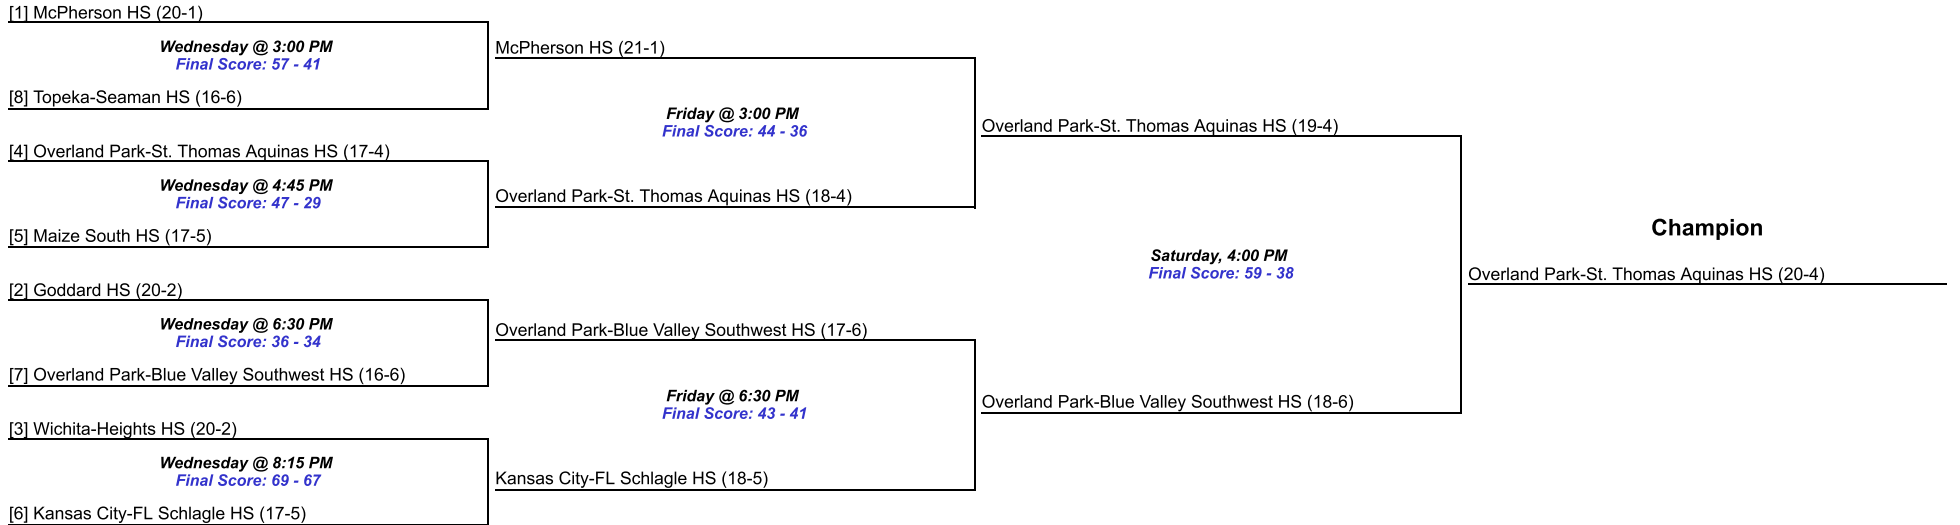 [1] McPherson HS (20-1)
Wednesday @ 3:00 PM
Final Score: 57 - 41
[8] Topeka-Seaman HS (16-6)
[4] Overland Park-St. Thomas Aquinas HS (17-4)
Wednesday @ 4:45 PM
Final Score: 47 - 29
[5] Maize South HS (17-5)
[2] Goddard HS (20-2)
Wednesday @ 6:30 PM
Final Score: 36 - 34
[7] Overland Park-Blue Valley Southwest HS (16-6)
[3] Wichita-Heights HS (20-2)
Wednesday @ 8:15 PM
Final Score: 69 - 67
[6] Kansas City-FL Schlagle HS (17-5)
McPherson HS (21-1)
Friday @ 3:00 PM
Final Score: 44 - 36
Overland Park-St. Thomas Aquinas HS (18-4)
Overland Park-Blue Valley Southwest HS (17-6)
Friday @ 6:30 PM
Final Score: 43 - 41
Kansas City-FL Schlagle HS (18-5)
Overland Park-St. Thomas Aquinas HS (19-4)
Saturday, 4:00 PM
Final Score: 59 - 38
Overland Park-Blue Valley Southwest HS (18-6)
Champion
Overland Park-St. Thomas Aquinas HS (20-4)